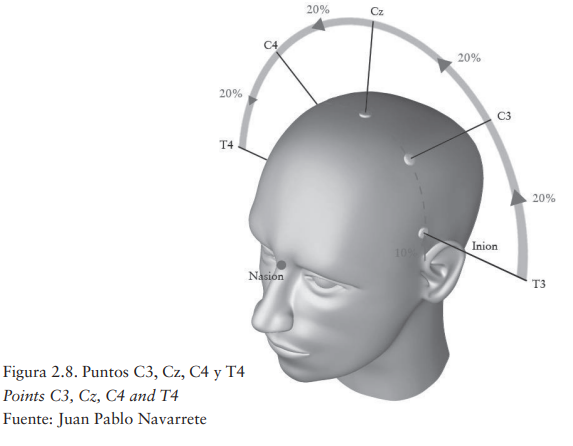 20%
Cz
C4
20%
20%
C3
T4
20%
10%
Inion
Nasion
T3
Figura 2.8. Puntos C3, Cz, C4 y T4
Points C3, Cz, C4 and T4
Fuente: Juan Pablo Navarrete